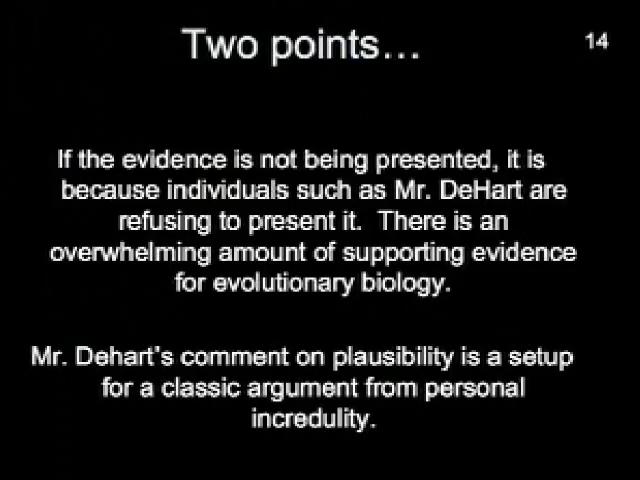 Two points…
14
If the evidence is not being presented, it is
because individuals such as Mr. DeHart are
refusing to present it.  There is an
overwhelming amount of supporting evidence
for evolutionary biology.
Mr. Dehart's comment on plausibility is a setup
for a classic argument from personal
incredulity.